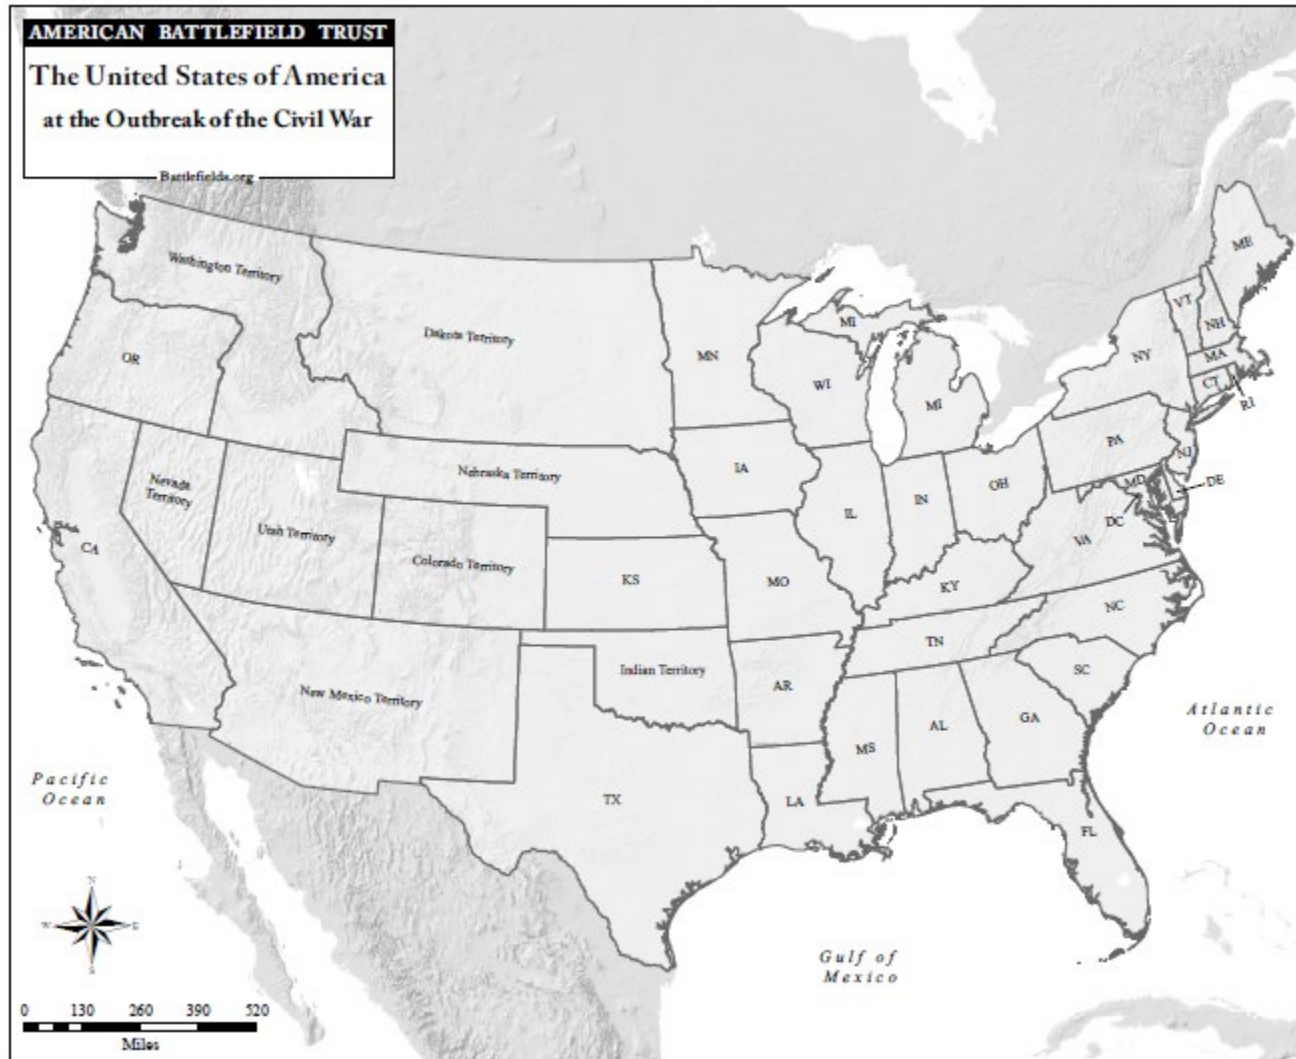 AMERICAN BATTLEFIELD TRUST
The United States of America
at the Outbreak of the Civil War
Battlefields.org
Washington Territory
OR
Dakota Territory
MN
MI
WI
MI
ME
VT
NH
NY
MA
CT
RI
PA
NJ
Nebraska Territory
IA
Nevada
Territory
Utah Territory
Colorado Territory
CA
KS
MO
IL
IN
OH
MD
DE
DC
VA
KY
NC
TN
New Mexico Territory
Indian Territory
AR
SC
TX
LA
MS
AL
GA
FL
Atlantic
Ocean
Pacific
Ocean
Gulf of
Mexico
N
W
E
S
0 130 260 390 520
Miles